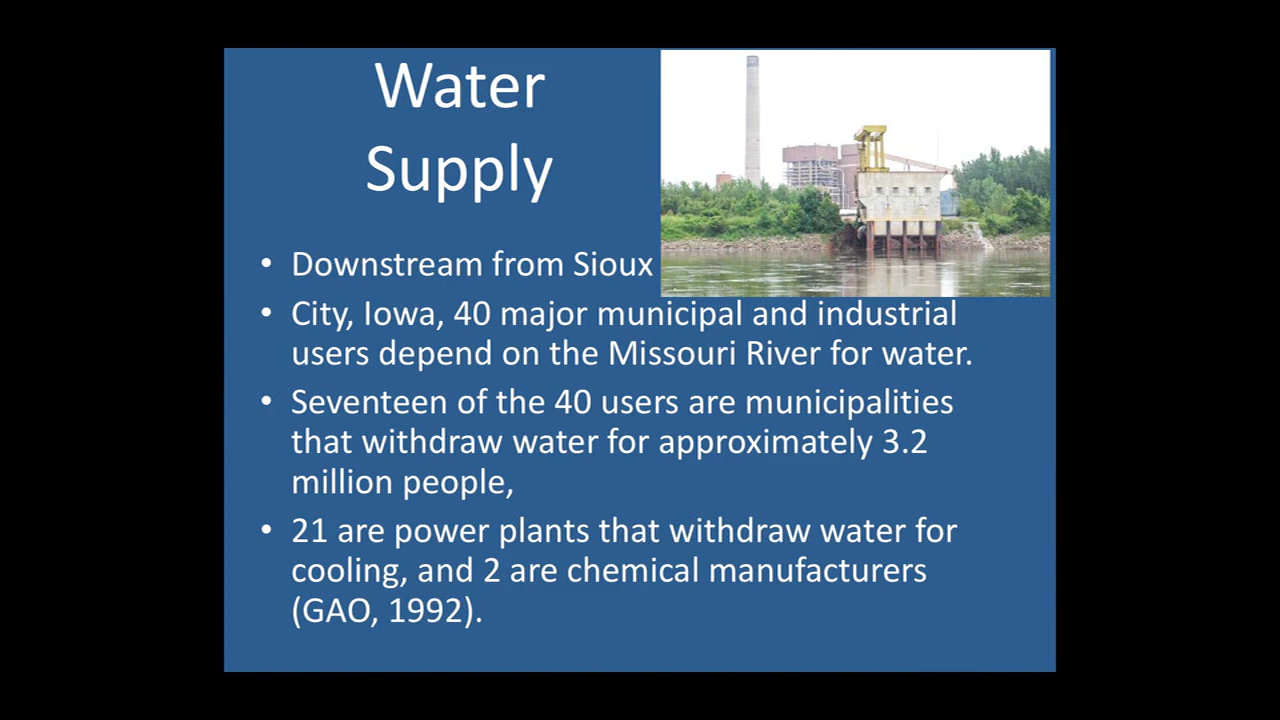 Water
Supply
• Downstream from Sioux
• City, Iowa, 40 major municipal and industrial
users depend on the Missouri River for water.
• Seventeen of the 40 users are municipalities
that withdraw water for approximately 3.2
million people,
• 21 are power plants that withdraw water for
cooling, and 2 are chemical manufacturers
(GAO, 1992).